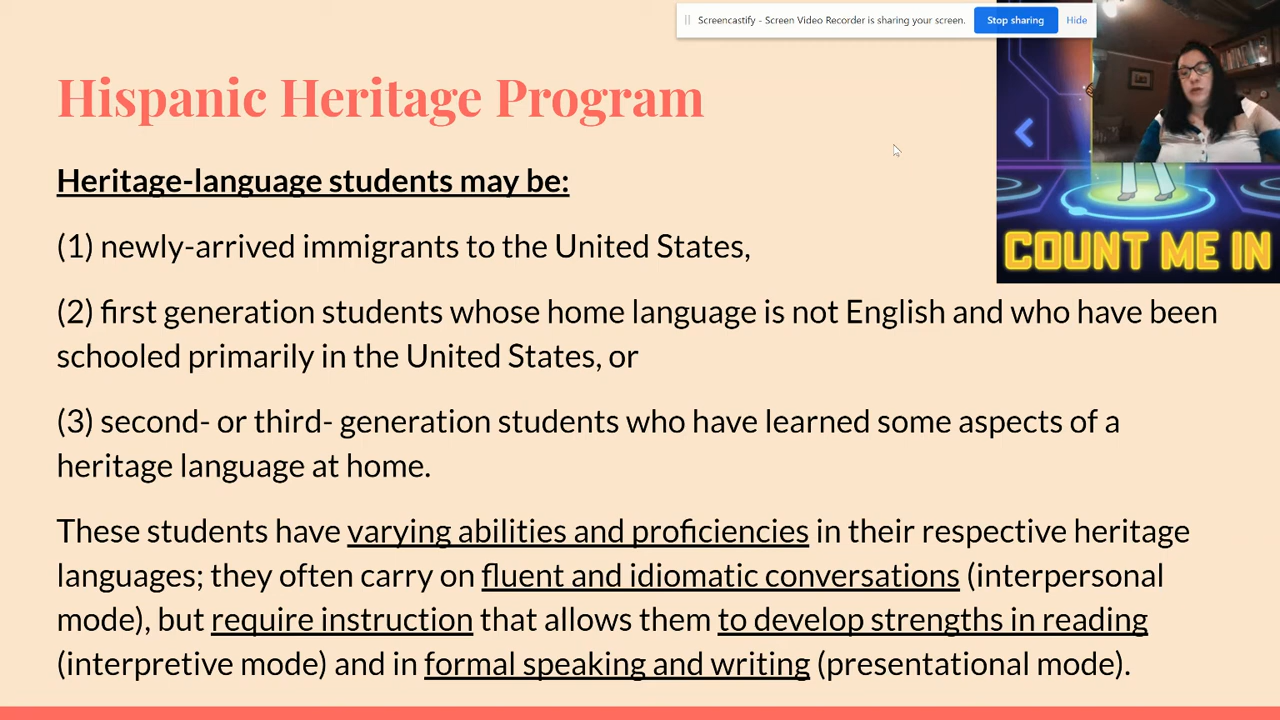 Screencastify - Screen Video Recorder is sharing your screen. Stop sharing Hide
Hispanic Heritage Program
Heritage-language students may be:
(1) newly-arrived immigrants to the United States,
COUNT ME IN
(2) first generation students whose home language is not English and who have been
schooled primarily in the United States, or
(3) second- or third- generation students who have learned some aspects of a
heritage language at home.
These students have varying abilities and proficiencies in their respective heritage
languages; they often carry on fluent and idiomatic conversations (interpersonal
mode), but require instruction that allows them to develop strengths in reading
(interpretive mode) and in formal speaking and writing (presentational mode).